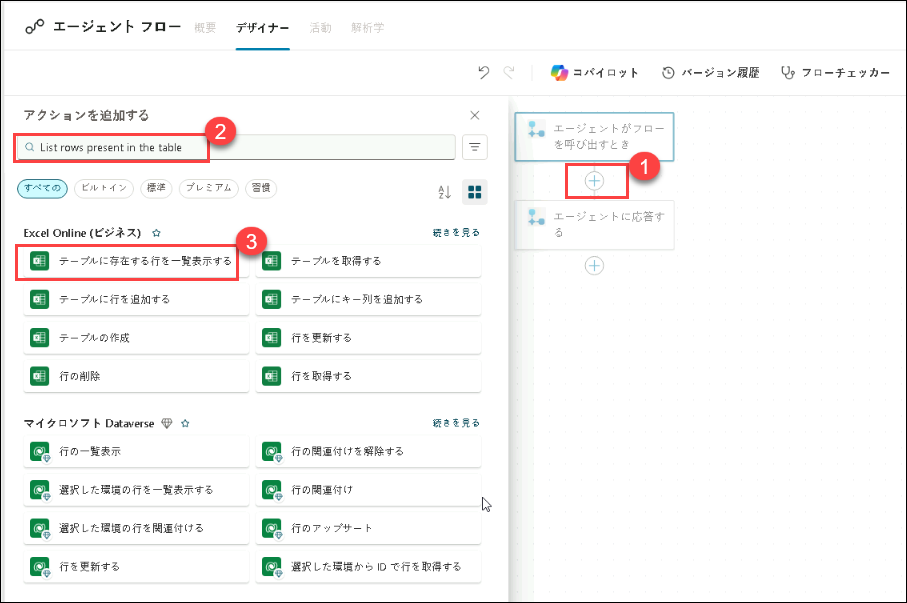 エージェント フロー 概要 デザイナー 活動 解析学
コパイロット バージョン履歴 フローチェッカー
アクションを追加する
2
List rows present in the table
すべての ビルトイン 標準 プレミアム 習慣
Excel Online (ビジネス) 続きを見る
3
テーブルに存在する行を一覧表示する テーブルを取得する
テーブルに行を追加する テーブルにキー列を追加する
テーブルの作成 行を更新する
行の削除 行を取得する
マイクロソフト Dataverse 続きを見る
行の一覧表示 行の関連付けを解除する
選択した環境の行を一覧表示する 行の関連付け
選択した環境の行を関連付ける 行のアップサート
行を更新する 選択した環境から ID で行を取得する
エージェントがフロー
を呼び出すとき
1
エージェントに応答す
る